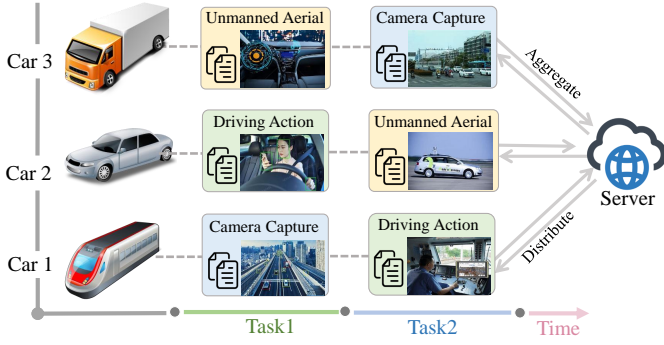 Car 3
Unmanned Aerial
Camera Capture
Aggregate
Car 2
Driving Action
Unmanned Aerial
Server
Car 1
Camera Capture
Driving Action
Distribute
Task1
Task2
Time